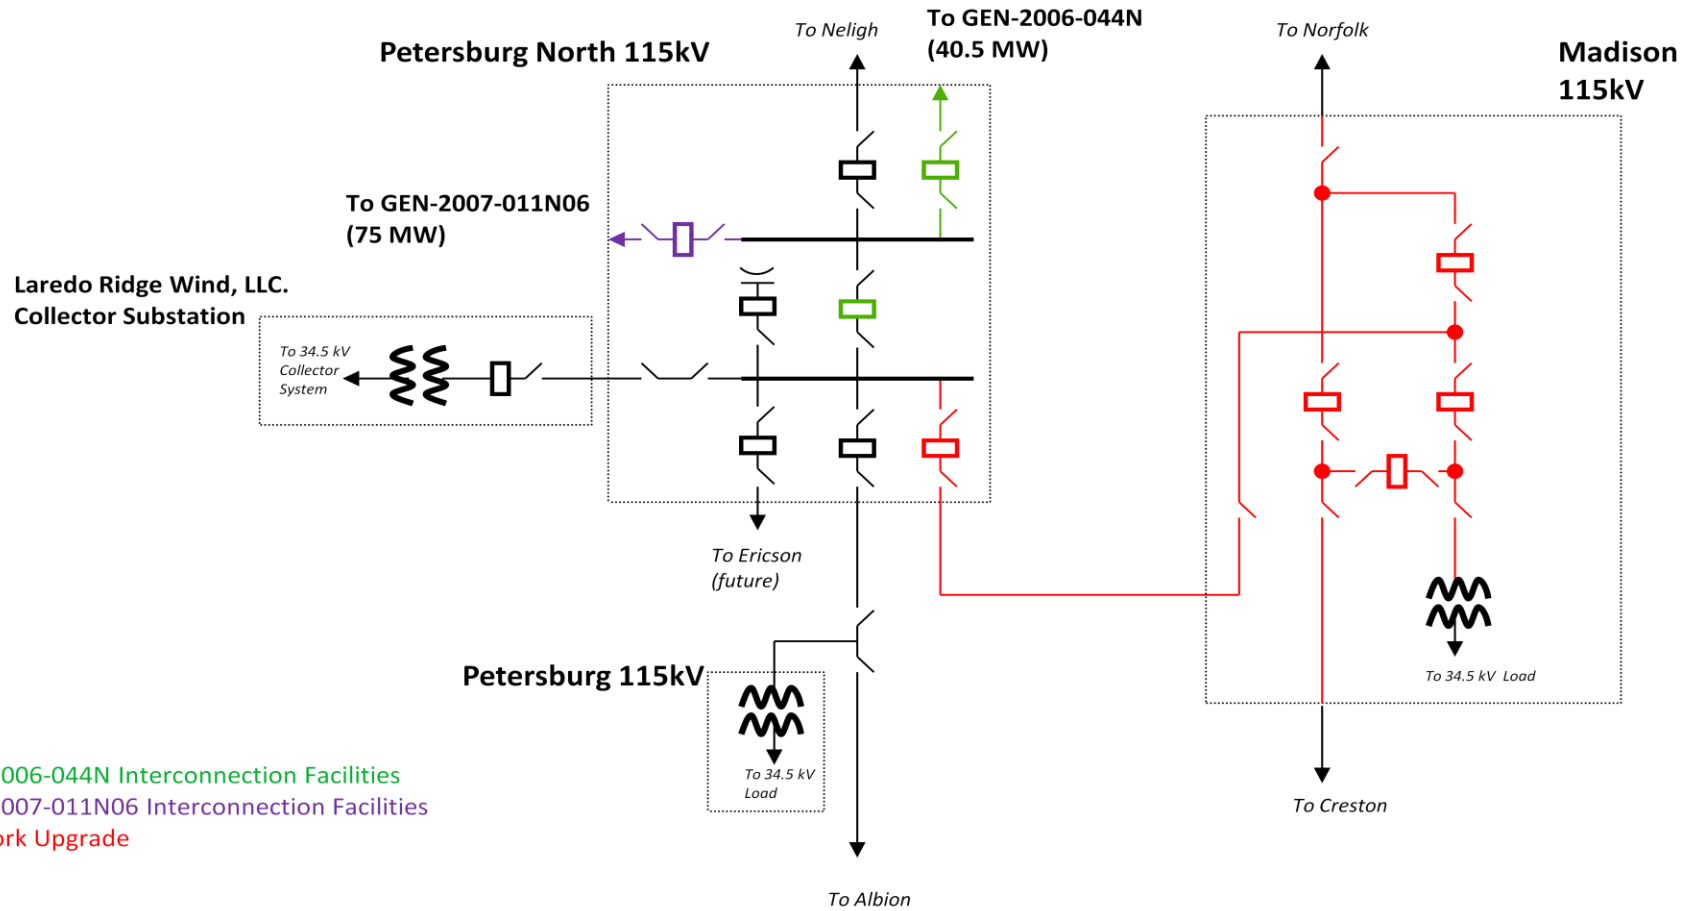 To Neligh
To GEN-2006-044N
(40.5 MW)
To Norfolk
Madison
115kV
Petersburg North 115kV
To GEN-2007-011N06
(75 MW)
Laredo Ridge Wind, LLC.
Collector Substation
To 34.5 kV
Collector
System
To Ericson
(future)
Petersburg 115kV
To 34.5 kV Load
To 34.5 kV
Load
006-044N Interconnection Facilities
007-011N06 Interconnection Facilities
ork Upgrade
To Creston
To Albion